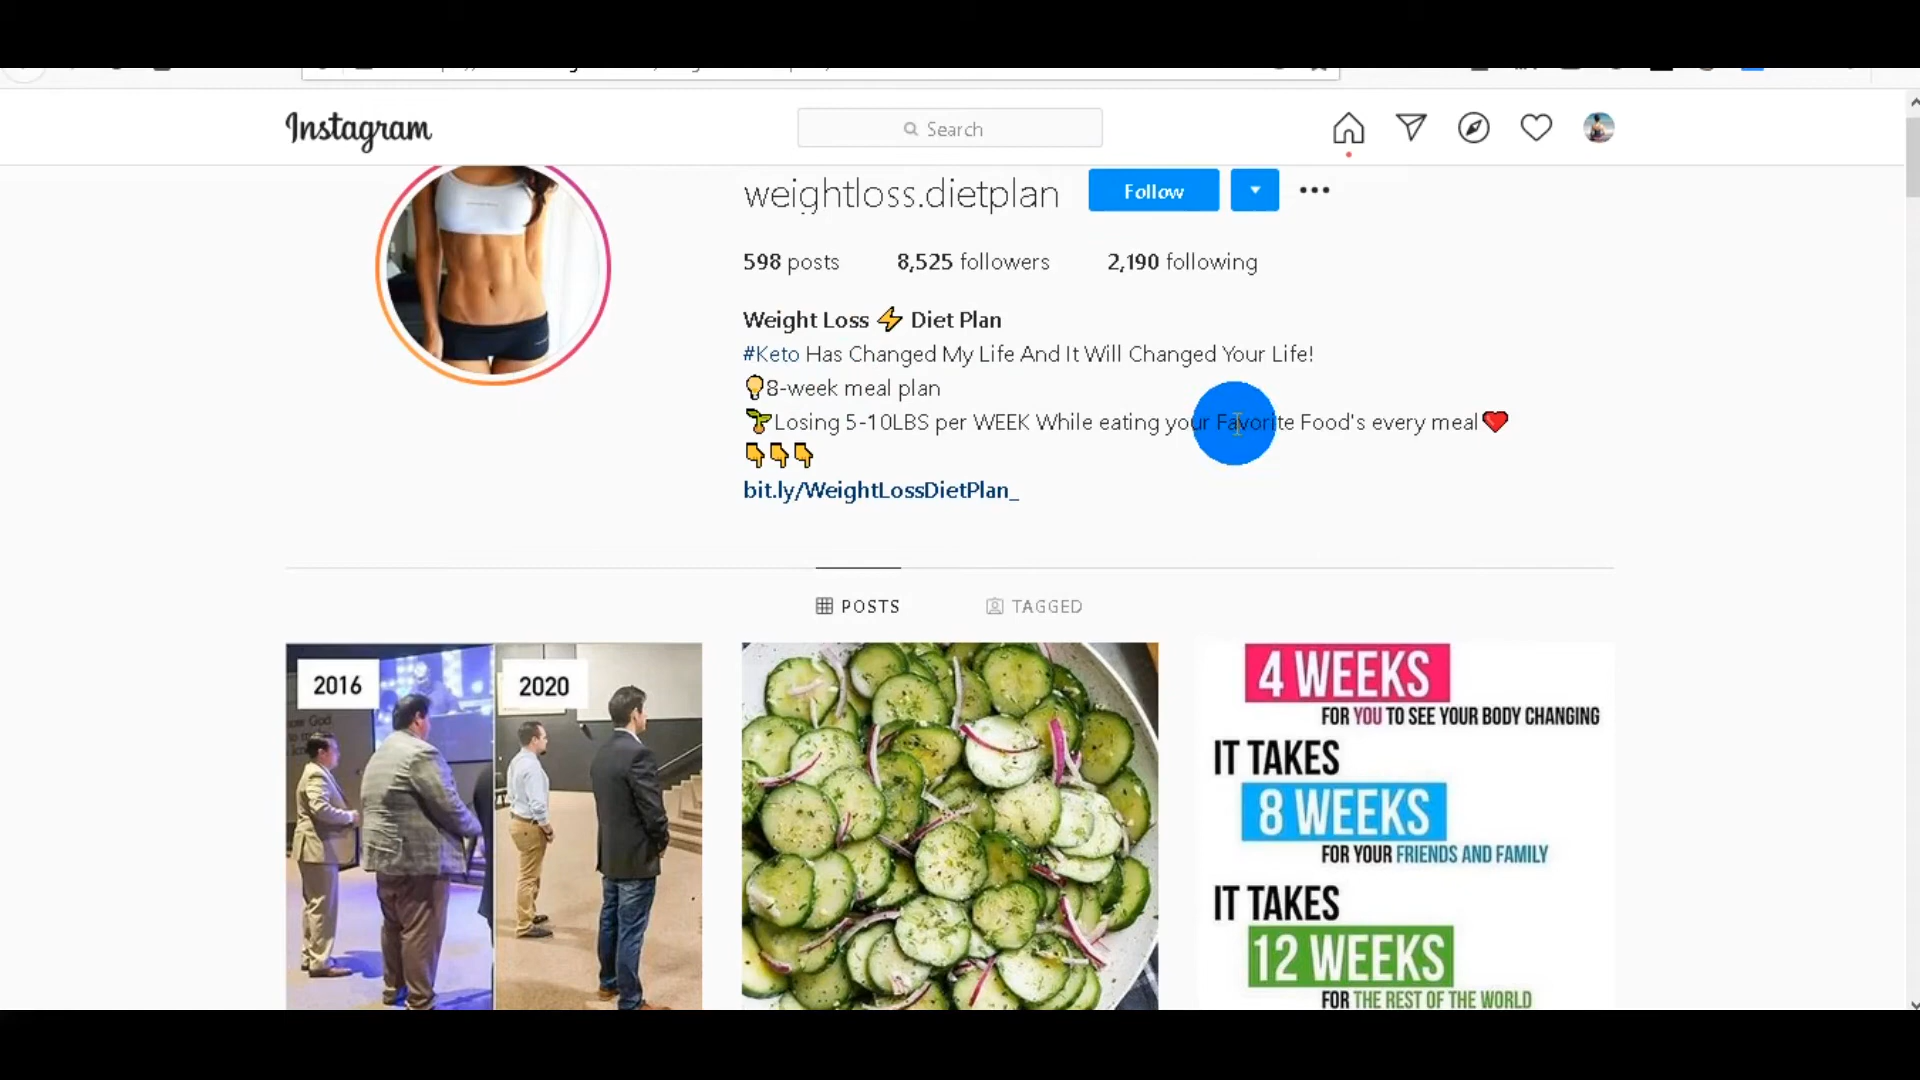 Instagram
Search
weightloss.dietplan
Follow
598 posts 8,525 followers 2,190 following
Weight Loss ⚡ Diet Plan
#Keto Has Changed My Life And It Will Changed Your Life!
💡8-week meal plan
🌱Losing 5-10LBS per WEEK While eating your Favorite Food's every meal❤️
👇👇👇
bit.ly/WeightLossDietPlan_
POSTS
TAGGED
2016
2020
4 WEEKS
FOR YOU TO SEE YOUR BODY CHANGING
IT TAKES
8 WEEKS
FOR YOUR FRIENDS AND FAMILY
IT TAKES
12 WEEKS
FOR THE REST OF THE WORLD